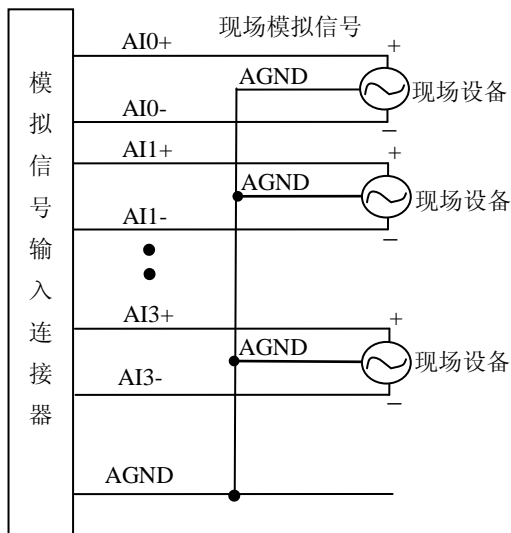 模拟信号输入连接器
现场模拟信号
AI0+
+
AGND
现场设备
AI0-
−
AI1+
+
AGND
现场设备
AI1-
−
AI3+
+
AGND
现场设备
AI3-
−
AGND